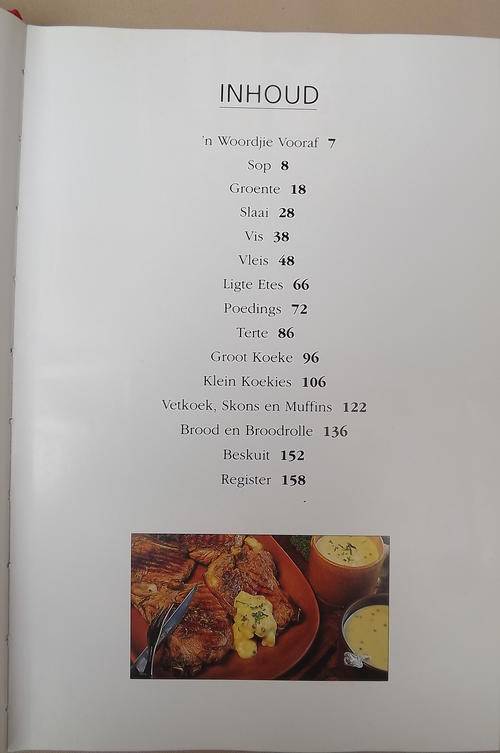 INHOUD
'n Woordjie Vooraf 7
Sop 8
Groente 18
Slaai 28
Vis 38
Vleis 48
Ligte Etes 66
Poedings 72
Terte 86
Groot Koeke 96
Klein Koekies 106
Vetkoek, Skons en Muffins 122
Brood en Broodrolle 136
Beskuit 152
Register 158